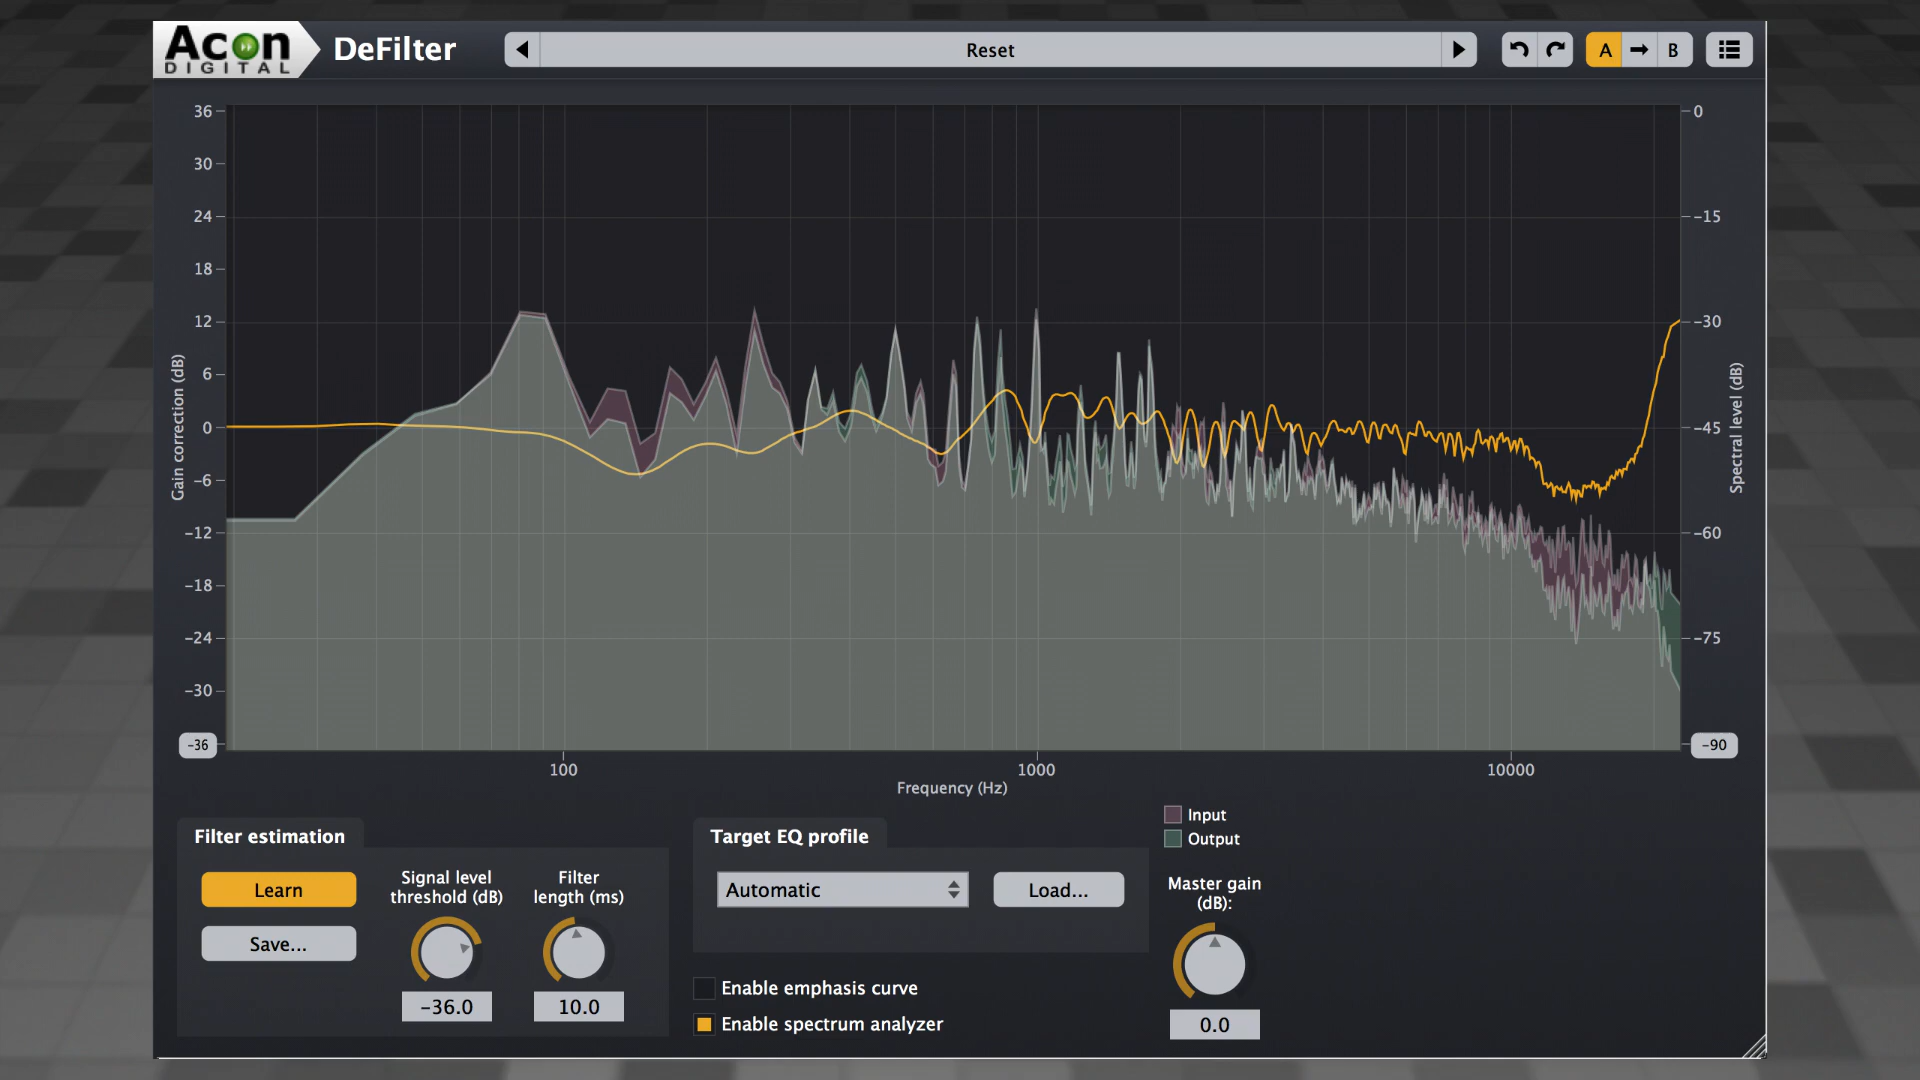 Acon DIGITAL
DeFilter
Reset
A
B
36
30
24
18
12
6
0
−6
−12
−18
−24
−30
−36
Gain correction (dB)
0
−15
−30
−45
−60
−75
−90
Spectral level (dB)
100
1000
10000
Frequency (Hz)
Input
Output
Filter estimation
Learn
Save...
Signal level
threshold (dB)
−36.0
Filter
length (ms)
10.0
Target EQ profile
Automatic
Load...
Enable emphasis curve
Enable spectrum analyzer
Master gain
(dB):
0.0